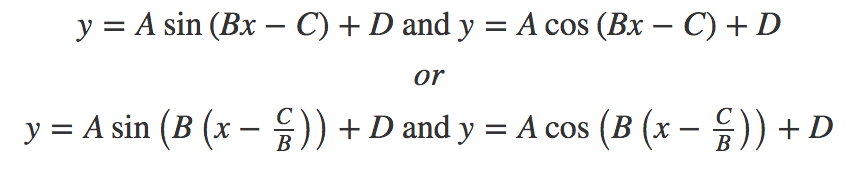 y = A sin (Bx − C) + D and y = A cos (Bx − C) + D
or
y = A sin (B (x − C/B)) + D and y = A cos (B (x − C/B)) + D